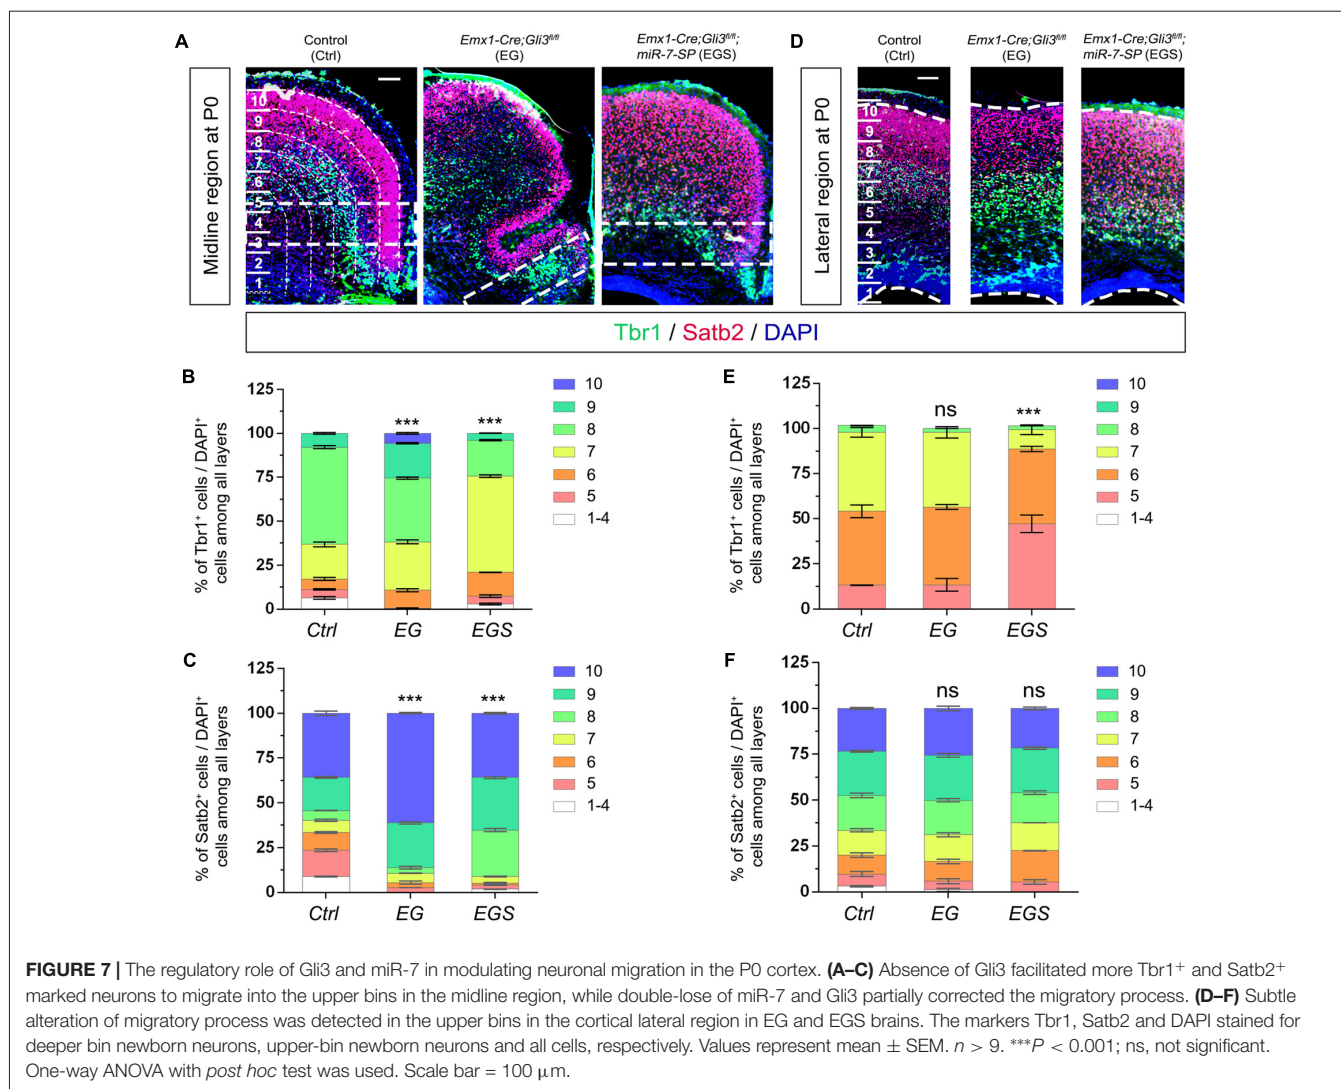 A
Control
(Ctrl)
Emx1-Cre;Gli3fl/fl
(EG)
Emx1-Cre;Gli3fl/fl;
miR-7-SP (EGS)
D
Control
(Ctrl)
Emx1-Cre;Gli3fl/fl
(EG)
Emx1-Cre;Gli3fl/fl;
miR-7-SP (EGS)
Midline region at P0
10
9
8
7
6
5
4
3
2
1
Lateral region at P0
10
9
8
7
6
5
4
3
2
1
Tbr1 / Satb2 / DAPI
B
% of Tbr1+ cells / DAPI+
cells among all layers
125
100
75
50
25
0
*** ***
Ctrl EG EGS
10
9
8
7
6
5
1-4
E
% of Tbr1+ cells / DAPI+
cells among all layers
125
100
75
50
25
0
ns ***
Ctrl EG EGS
10
9
8
7
6
5
1-4
C
% of Satb2+ cells / DAPI+
cells among all layers
125
100
75
50
25
0
*** ***
Ctrl EG EGS
10
9
8
7
6
5
1-4
F
% of Satb2+ cells / DAPI+
cells among all layers
125
100
75
50
25
0
ns ns
Ctrl EG EGS
10
9
8
7
6
5
1-4
FIGURE 7 | The regulatory role of Gli3 and miR-7 in modulating neuronal migration in the P0 cortex. (A–C) Absence of Gli3 facilitated more Tbr1+ and Satb2+
marked neurons to migrate into the upper bins in the midline region, while double-lose of miR-7 and Gli3 partially corrected the migratory process. (D–F) Subtle
alteration of migratory process was detected in the upper bins in the cortical lateral region in EG and EGS brains. The markers Tbr1, Satb2 and DAPI stained for
deeper bin newborn neurons, upper-bin newborn neurons and all cells, respectively. Values represent mean ± SEM. n > 9. ***P < 0.001; ns, not significant.
One-way ANOVA with post hoc test was used. Scale bar = 100 μm.